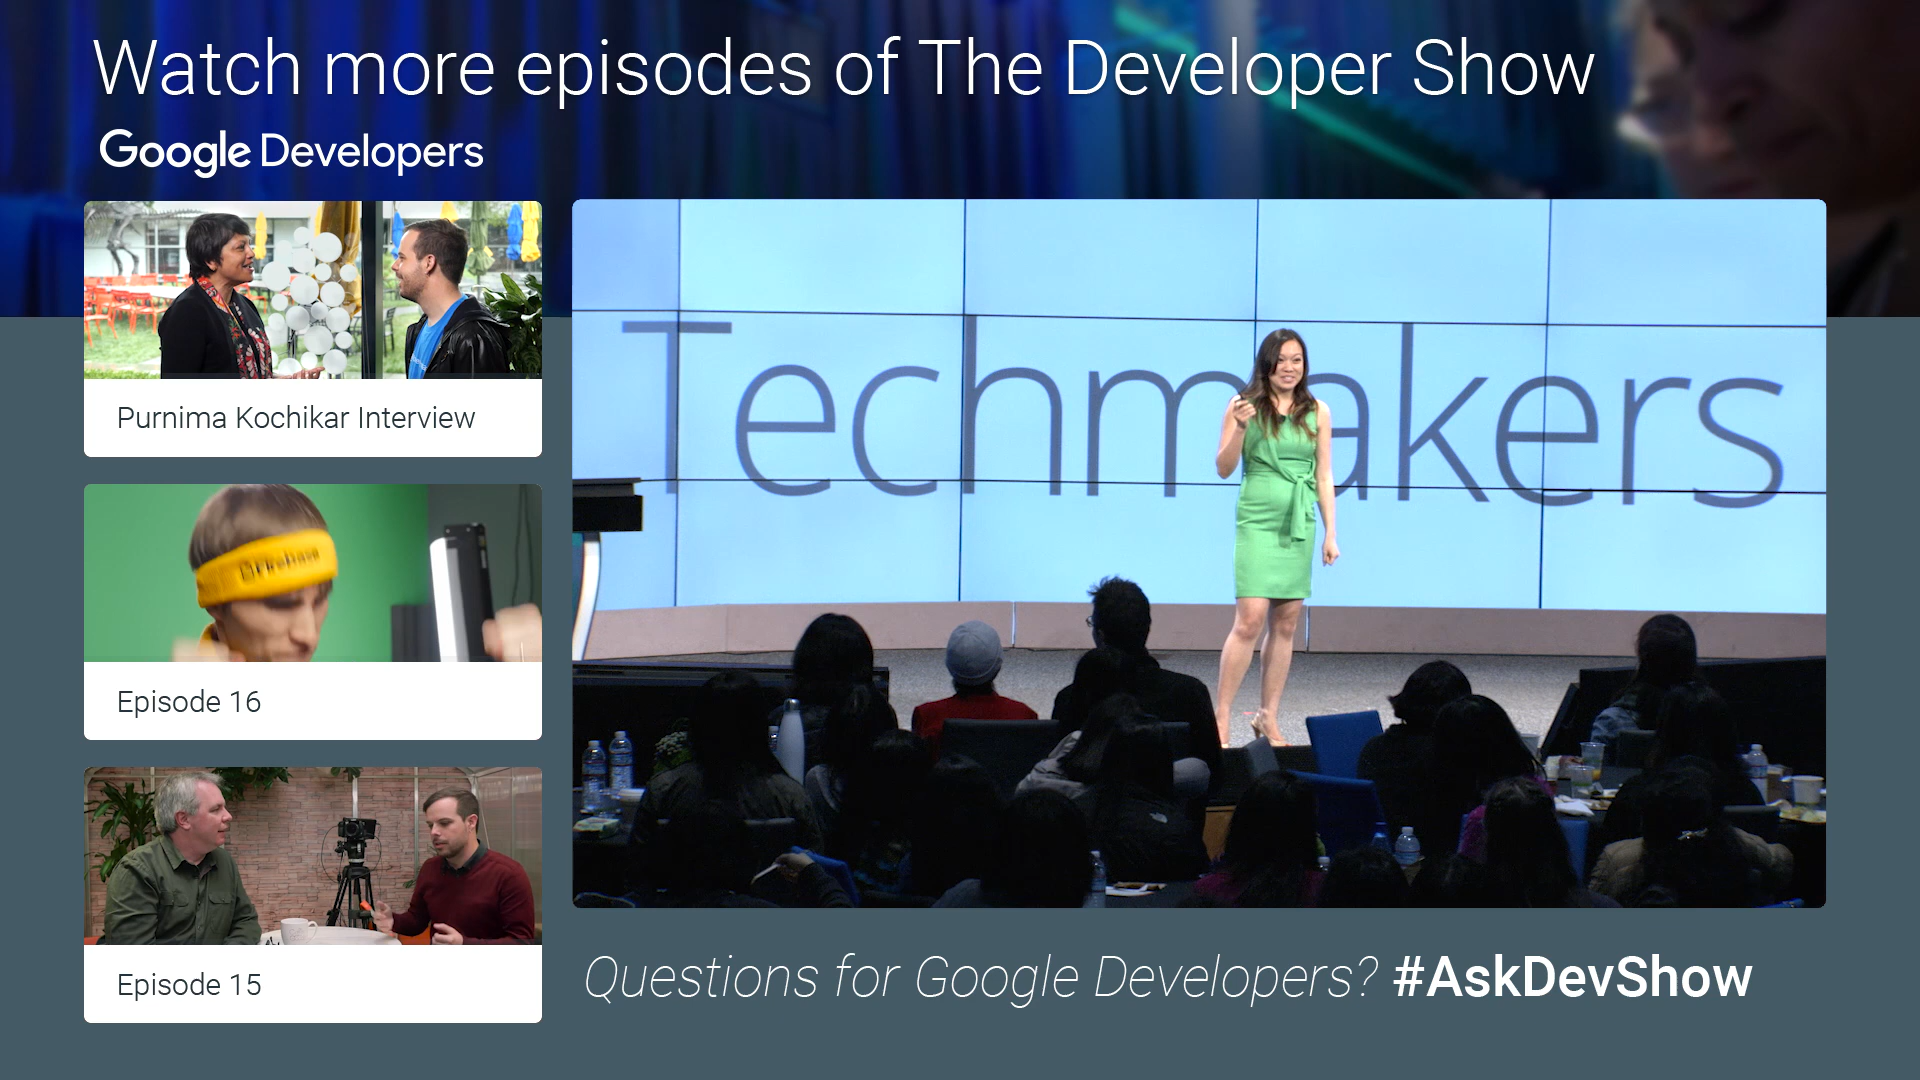 Watch more episodes of The Developer Show
Google Developers
Purnima Kochikar Interview
Episode 16
Episode 15
Techmakers
Questions for Google Developers? #AskDevShow